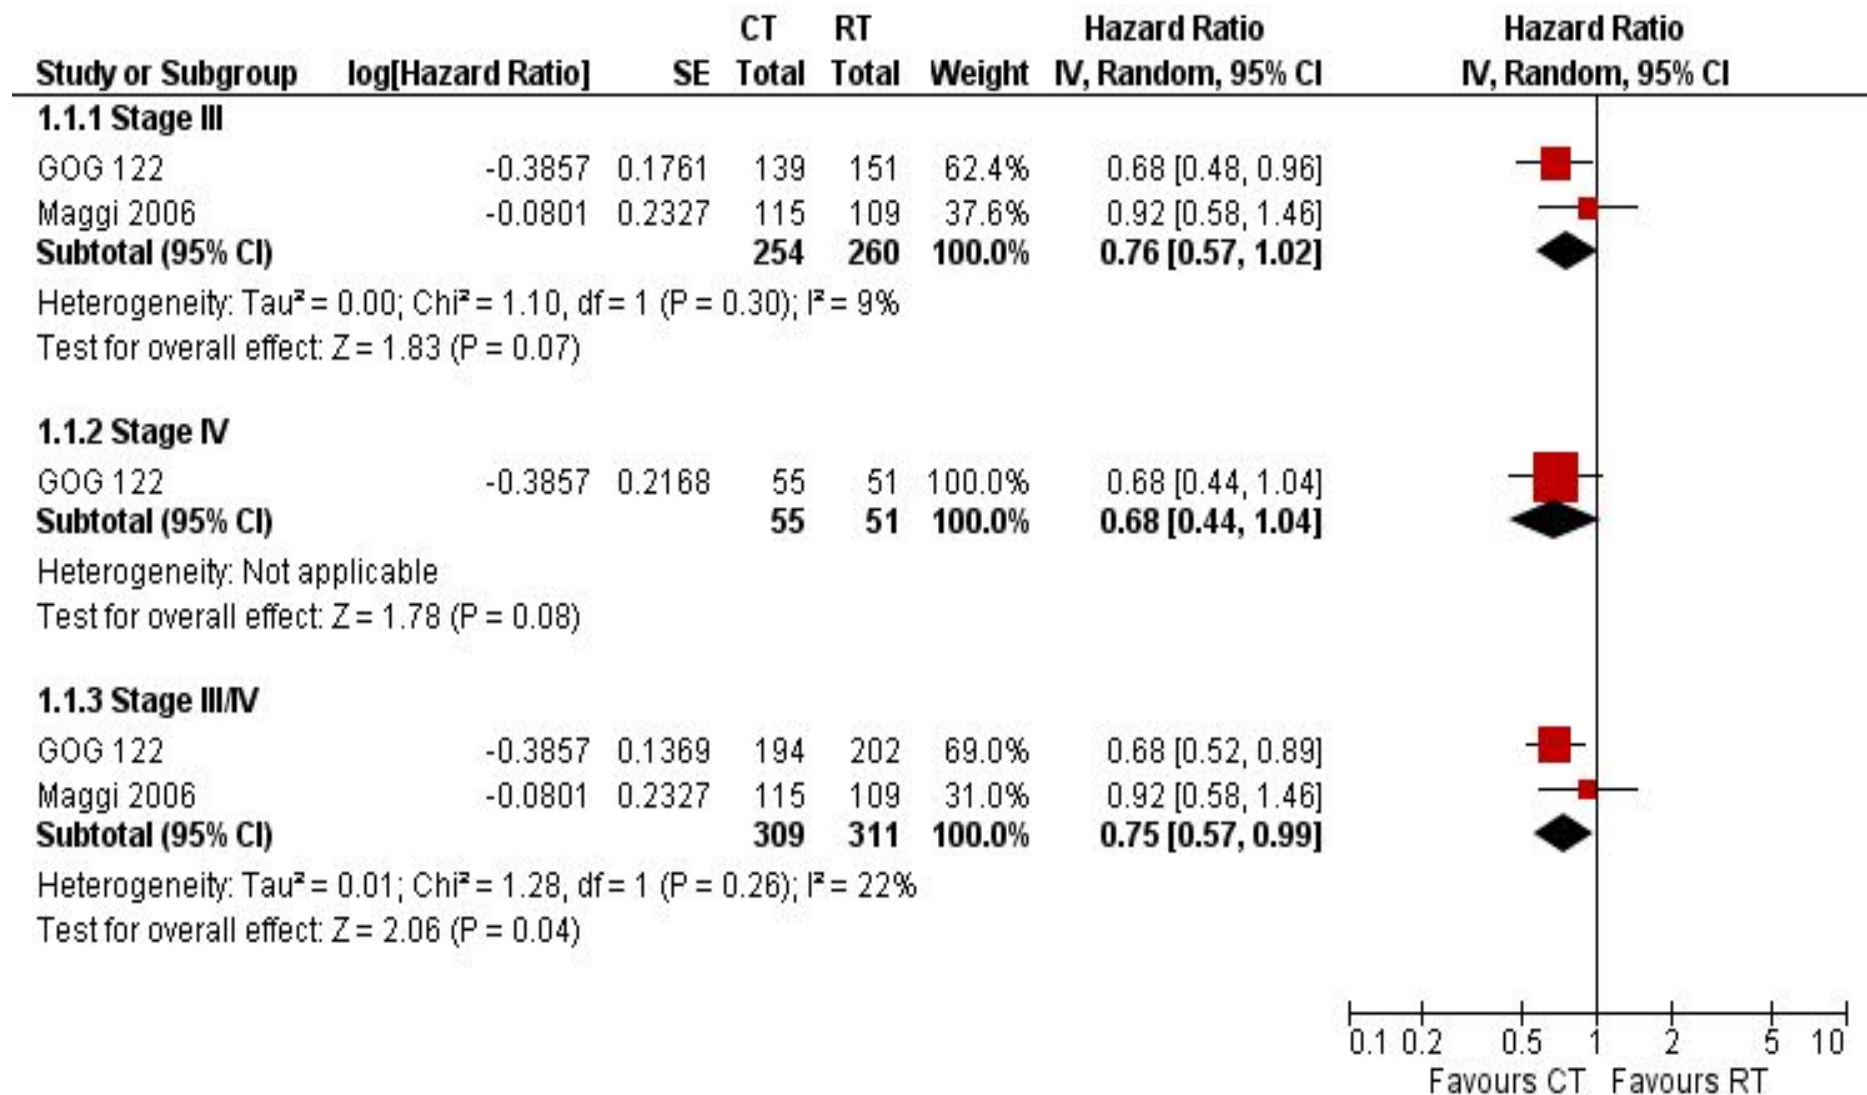 CT RT Hazard Ratio Hazard Ratio
Study or Subgroup log[Hazard Ratio] SE Total Total Weight IV, Random, 95% CI IV, Random, 95% CI
1.1.1 Stage III
GOG 122 -0.3857 0.1761 139 151 62.4% 0.68 [0.48, 0.96]
Maggi 2006 -0.0801 0.2327 115 109 37.6% 0.92 [0.58, 1.46]
Subtotal (95% CI) 254 260 100.0% 0.76 [0.57, 1.02]
Heterogeneity: Tau² = 0.00; Chi² = 1.10, df = 1 (P = 0.30); I² = 9%
Test for overall effect: Z = 1.83 (P = 0.07)
1.1.2 Stage IV
GOG 122 -0.3857 0.2168 55 51 100.0% 0.68 [0.44, 1.04]
Subtotal (95% CI) 55 51 100.0% 0.68 [0.44, 1.04]
Heterogeneity: Not applicable
Test for overall effect: Z = 1.78 (P = 0.08)
1.1.3 Stage III/IV
GOG 122 -0.3857 0.1369 194 202 69.0% 0.68 [0.52, 0.89]
Maggi 2006 -0.0801 0.2327 115 109 31.0% 0.92 [0.58, 1.46]
Subtotal (95% CI) 309 311 100.0% 0.75 [0.57, 0.99]
Heterogeneity: Tau² = 0.01; Chi² = 1.28, df = 1 (P = 0.26); I² = 22%
Test for overall effect: Z = 2.06 (P = 0.04)
0.1 0.2 0.5 1 2 5 10
Favours CT Favours RT